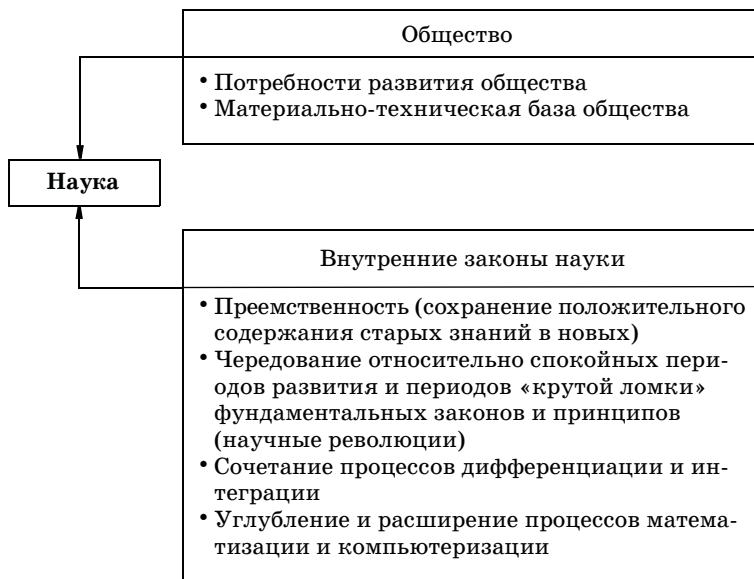 Общество
• Потребности развития общества
• Материально-техническая база общества
Наука
Внутренние законы науки
• Преемственность (сохранение положительного
содержания старых знаний в новых)
• Чередование относительно спокойных пери-
одов развития и периодов «крутой ломки»
фундаментальных законов и принципов
(научные революции)
• Сочетание процессов дифференциации и ин-
теграции
• Углубление и расширение процессов матема-
тизации и компьютеризации